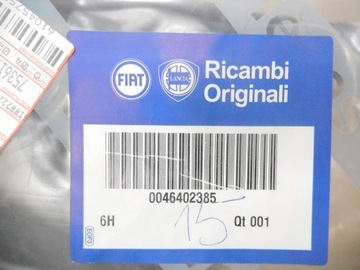 FIAT
LANCIA
Ricambi
Originali
0046402385
6H
15
Qt 001